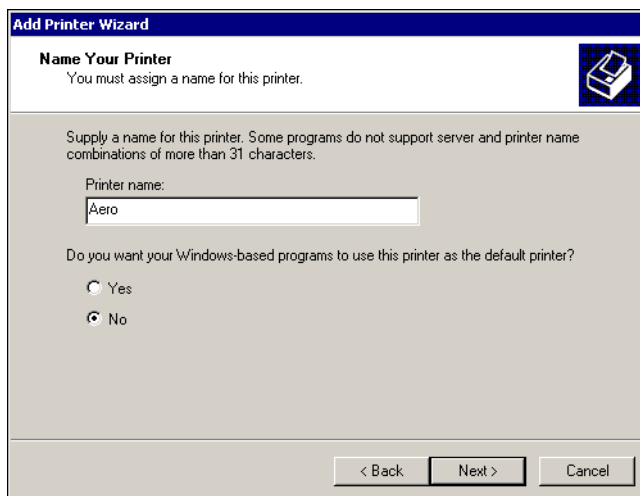 Add Printer Wizard
Name Your Printer
You must assign a name for this printer.
Supply a name for this printer. Some programs do not support server and printer name
combinations of more than 31 characters.
Printer name:
Aero
Do you want your Windows-based programs to use this printer as the default printer?
Yes
No
< Back Next > Cancel